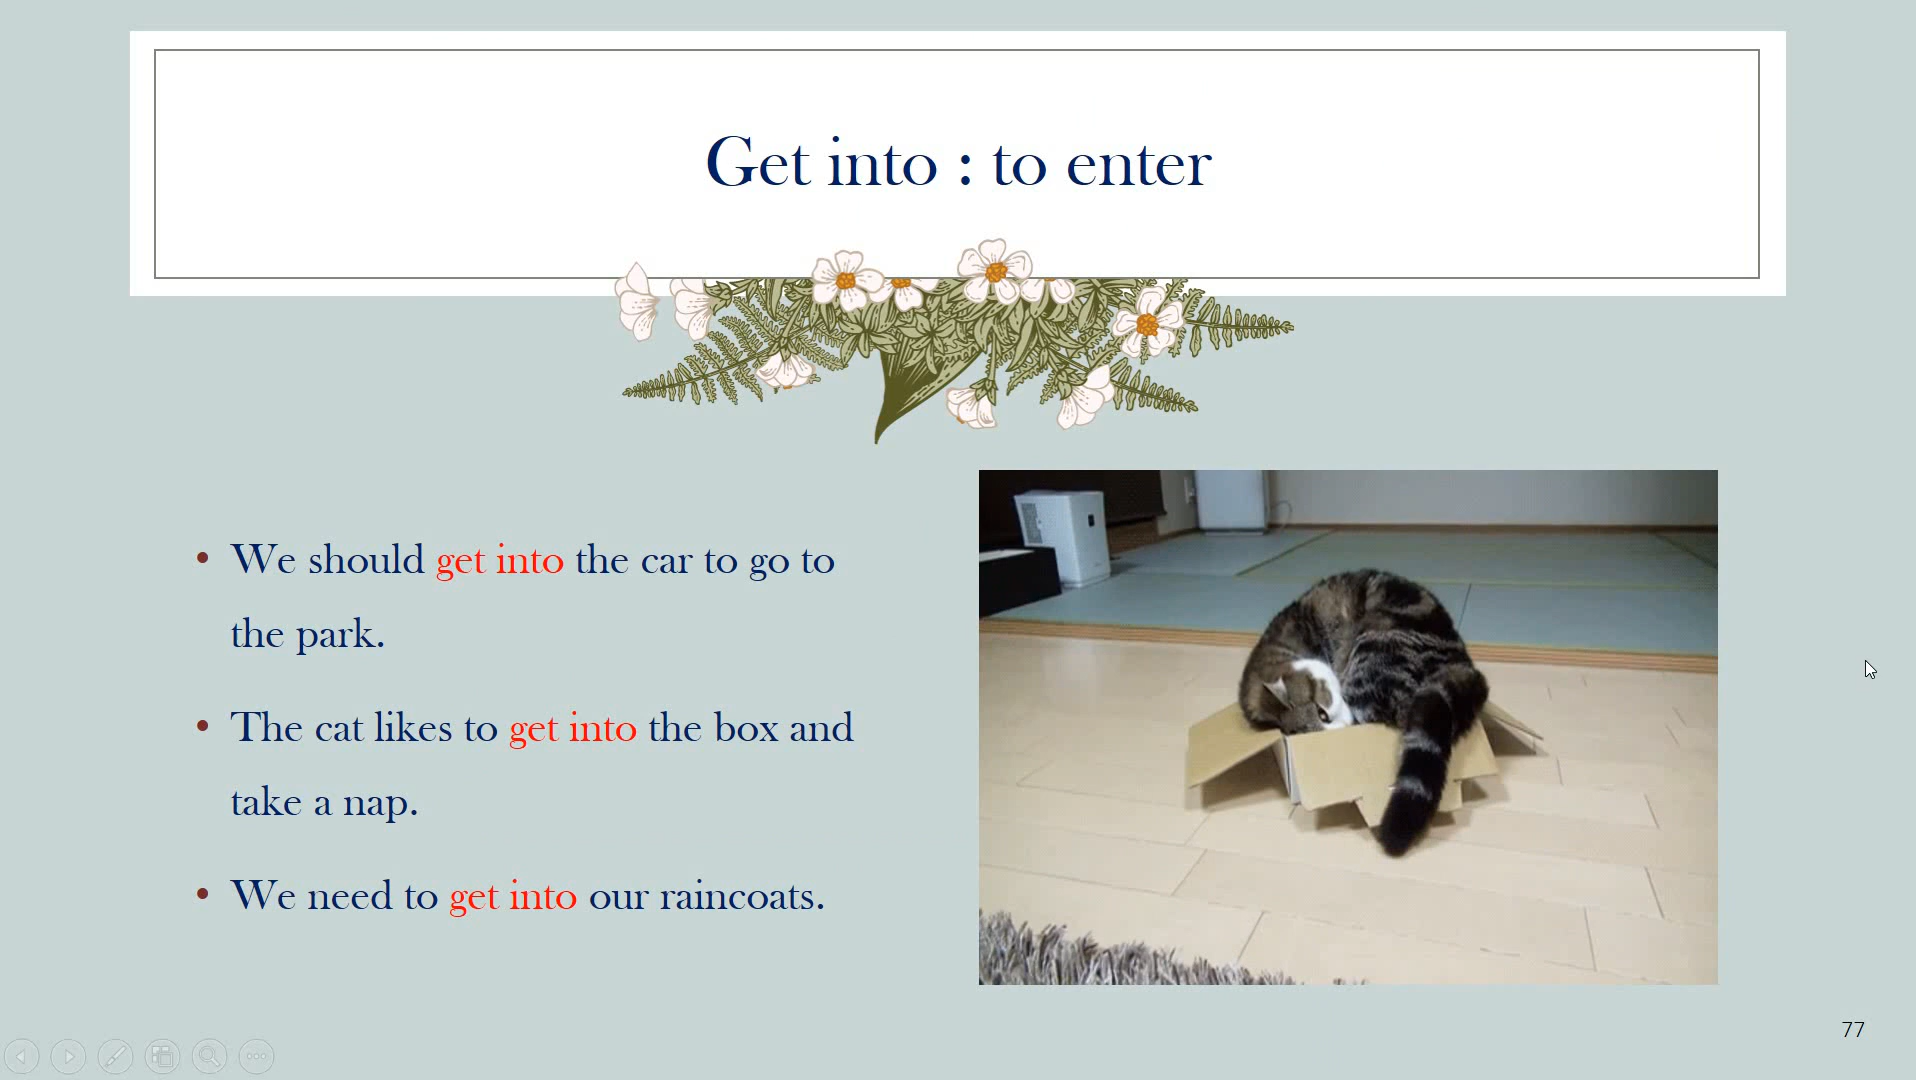 Get into : to enter
• We should get into the car to go to
the park.
• The cat likes to get into the box and
take a nap.
• We need to get into our raincoats.
77